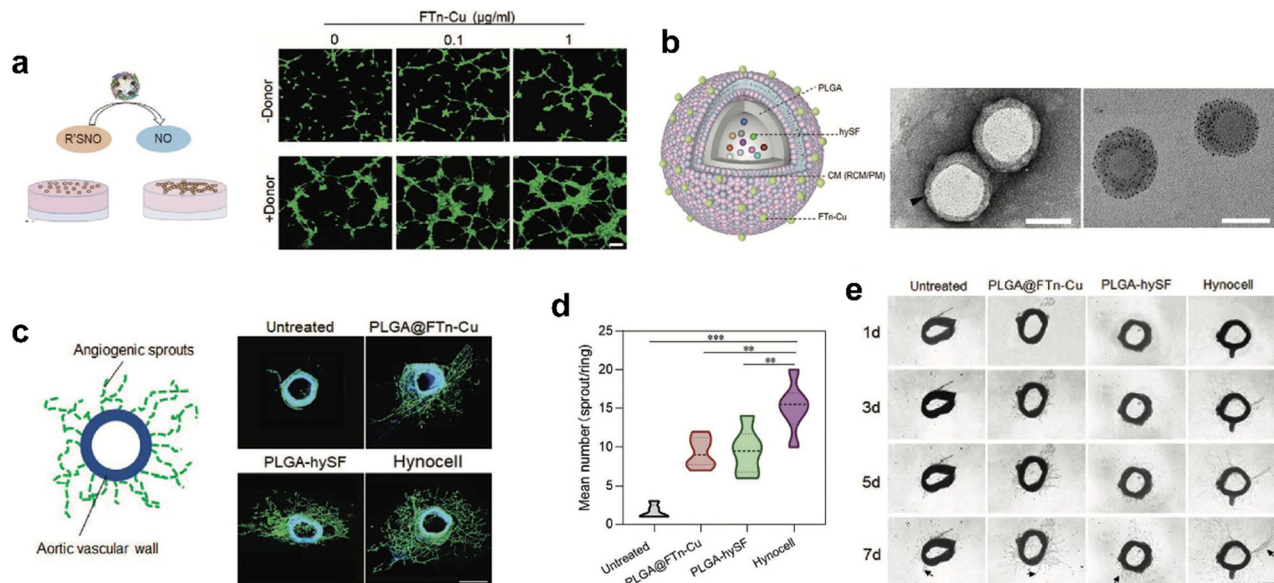 a
FTn-Cu (µg/ml)
0
0.1
1
R'SNO
NO
-Donor
+Donor
b
PLGA
hySF
CM (RCM/PM)
FTn-Cu
c
Angiogenic sprouts
Aortic vascular wall
Untreated
PLGA@FTn-Cu
PLGA-hySF
Hynocell
d
Mean number (sprout/ring)
25
20
15
10
5
0
***
**
**
Untreated
PLGA@FTn-Cu
PLGA-hySF
Hynocell
e
Untreated
PLGA@FTn-Cu
PLGA-hySF
Hynocell
1d
3d
5d
7d